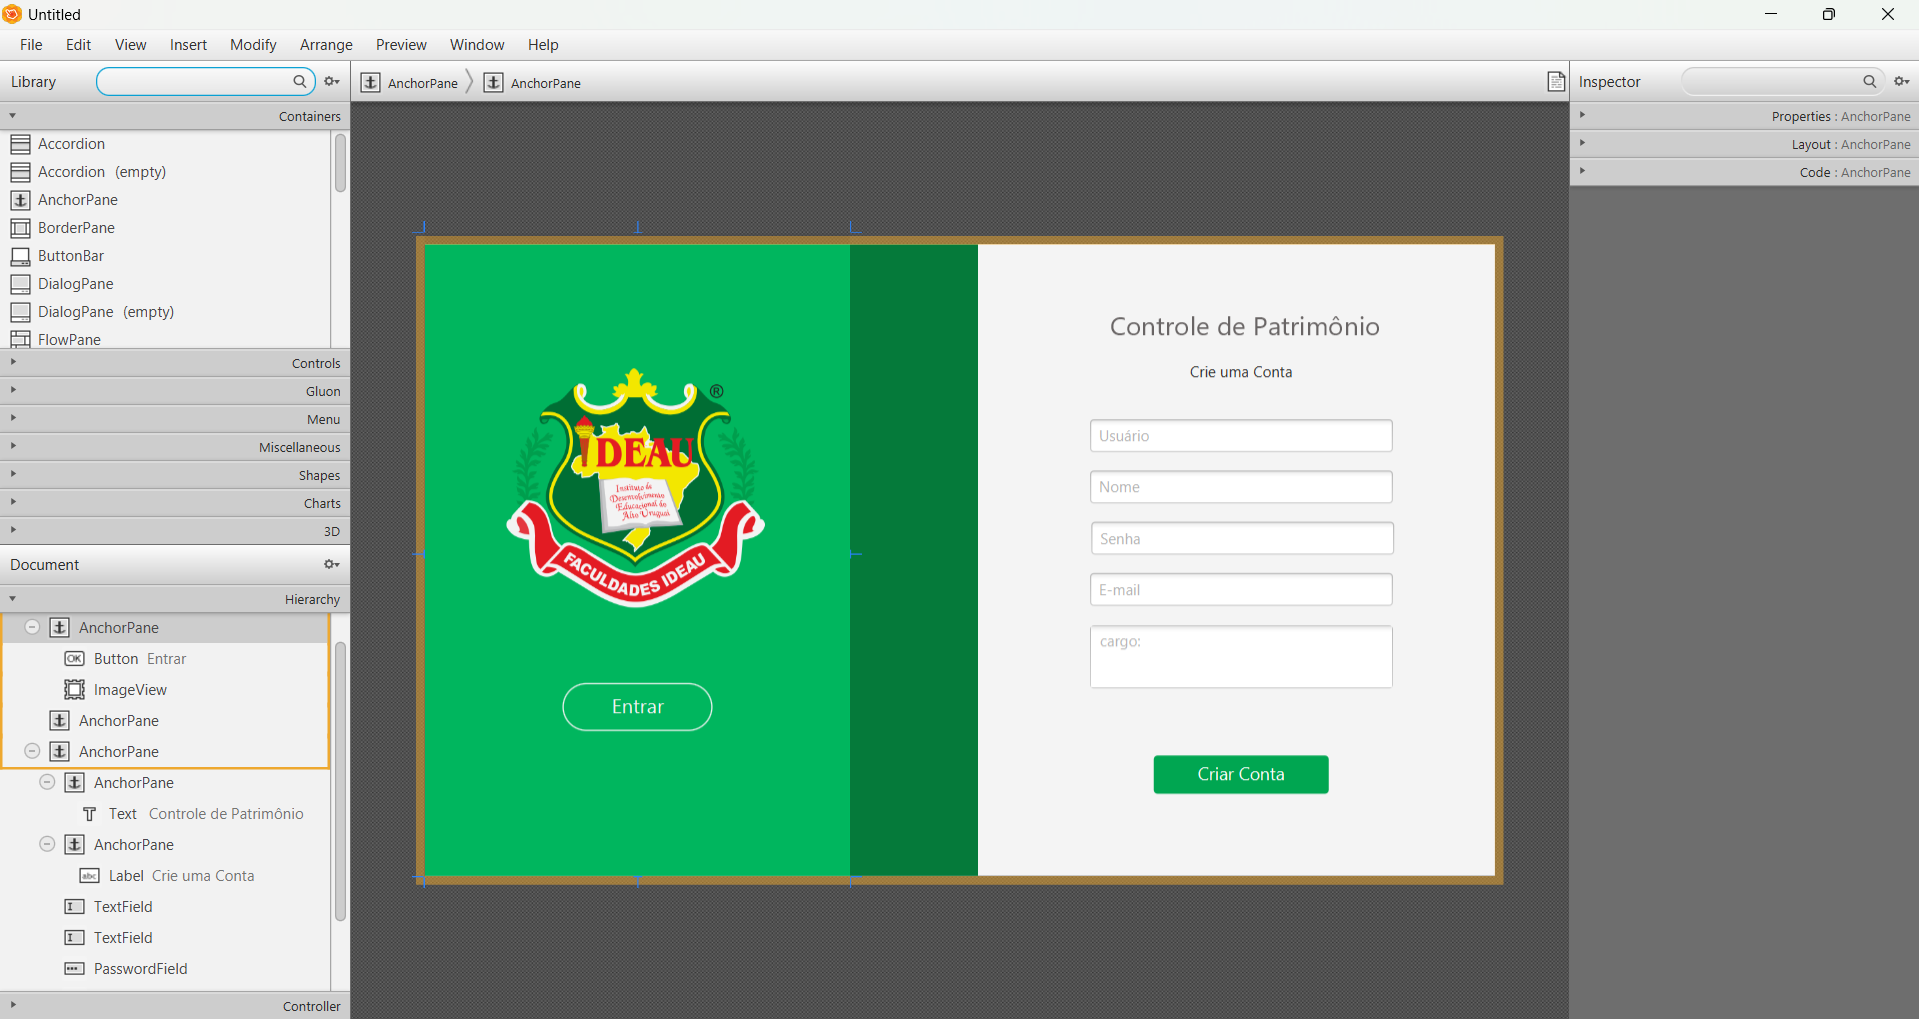 Untitled
File Edit View Insert Modify Arrange Preview Window Help
Library
AnchorPane AnchorPane
Inspector
Containers
Accordion
Accordion (empty)
AnchorPane
BorderPane
ButtonBar
DialogPane
DialogPane (empty)
FlowPane
Controls
Gluon
Menu
Miscellaneous
Shapes
Charts
3D
Document
Hierarchy
AnchorPane
OK Button Entrar
ImageView
AnchorPane
AnchorPane
AnchorPane
T Text Controle de Patrimônio
AnchorPane
abc Label Crie uma Conta
TextField
TextField
PasswordField
Controller
®
IDEAU
Instituto de
Desenvolvimento
Educacional do
Alto Uruguai
FACULDADES IDEAU
Entrar
Controle de Patrimônio
Crie uma Conta
Usuário
Nome
Senha
E-mail
cargo:
Criar Conta
Properties : AnchorPane
Layout : AnchorPane
Code : AnchorPane